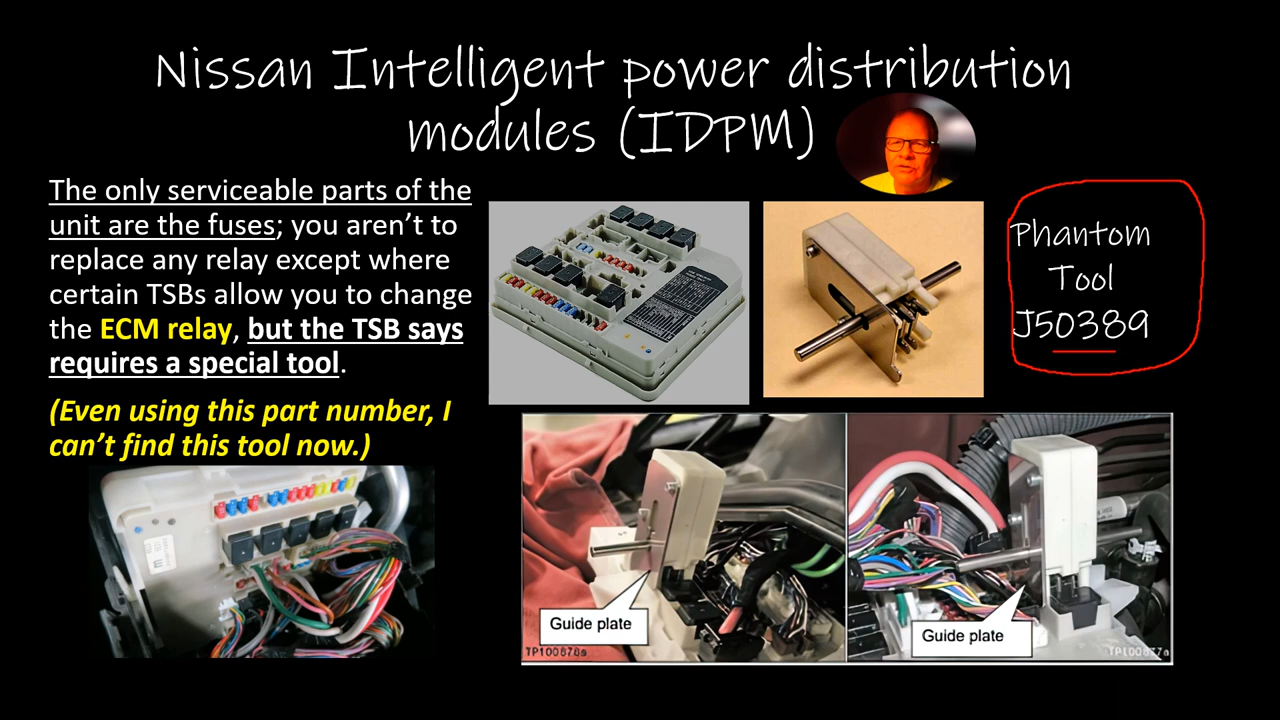 Nissan Intelligent power distribution
modules (IDPM)
The only serviceable parts of the
unit are the fuses; you aren’t to
replace any relay except where
certain TSBs allow you to change
the ECM relay, but the TSB says
requires a special tool.
(Even using this part number, I
can’t find this tool now.)
Phantom
Tool
J50389
Guide plate
Guide plate